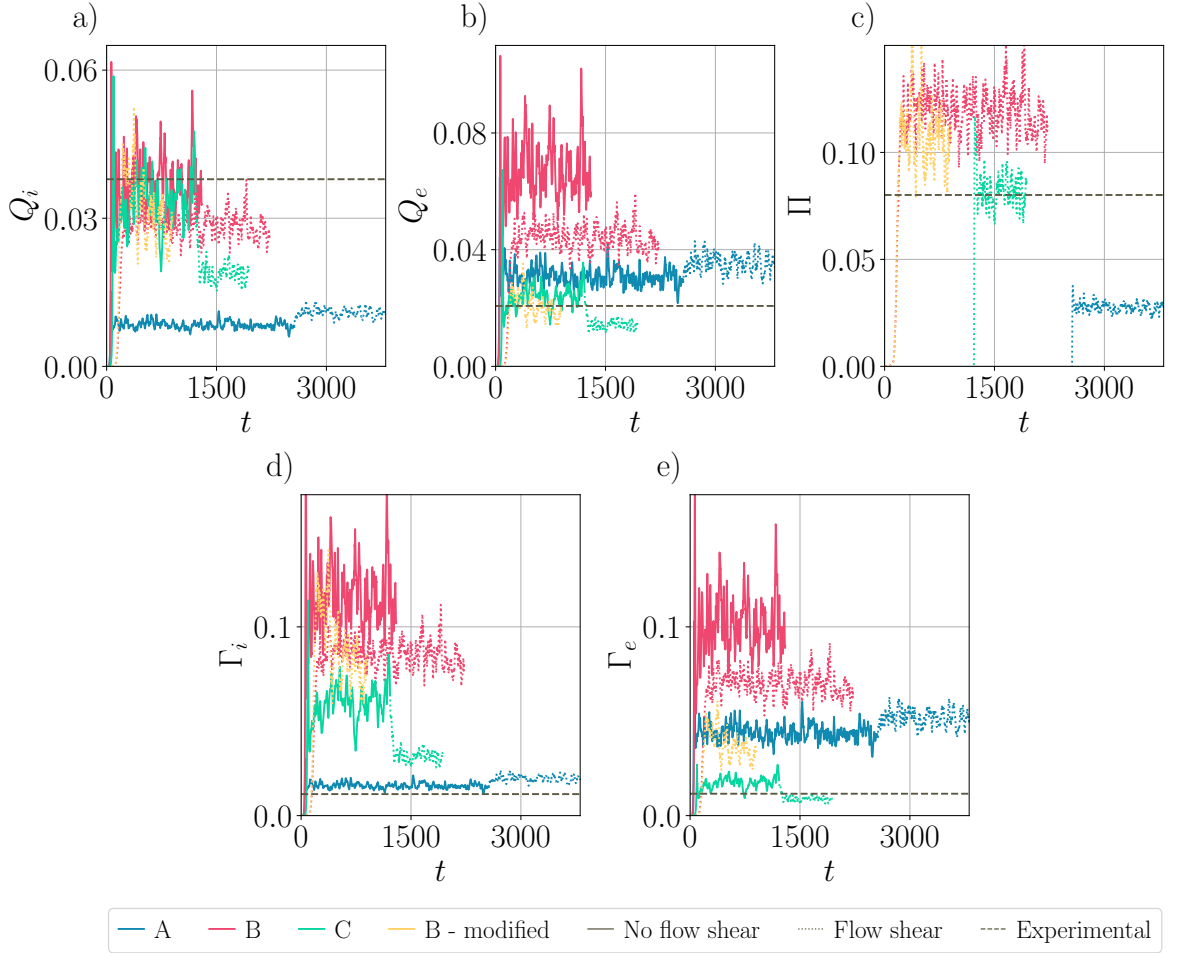 a)
b)
c)
0.06
0.03
0.00
Q_i
0
1500
3000
t
0.08
0.04
0.00
Q_e
0
1500
3000
t
0.10
0.05
0.00
Π
0
1500
3000
t
d)
e)
0.1
0.0
Γ_i
0
1500
3000
t
0.1
0.0
Γ_e
0
1500
3000
t
A B C B - modified No flow shear Flow shear Experimental